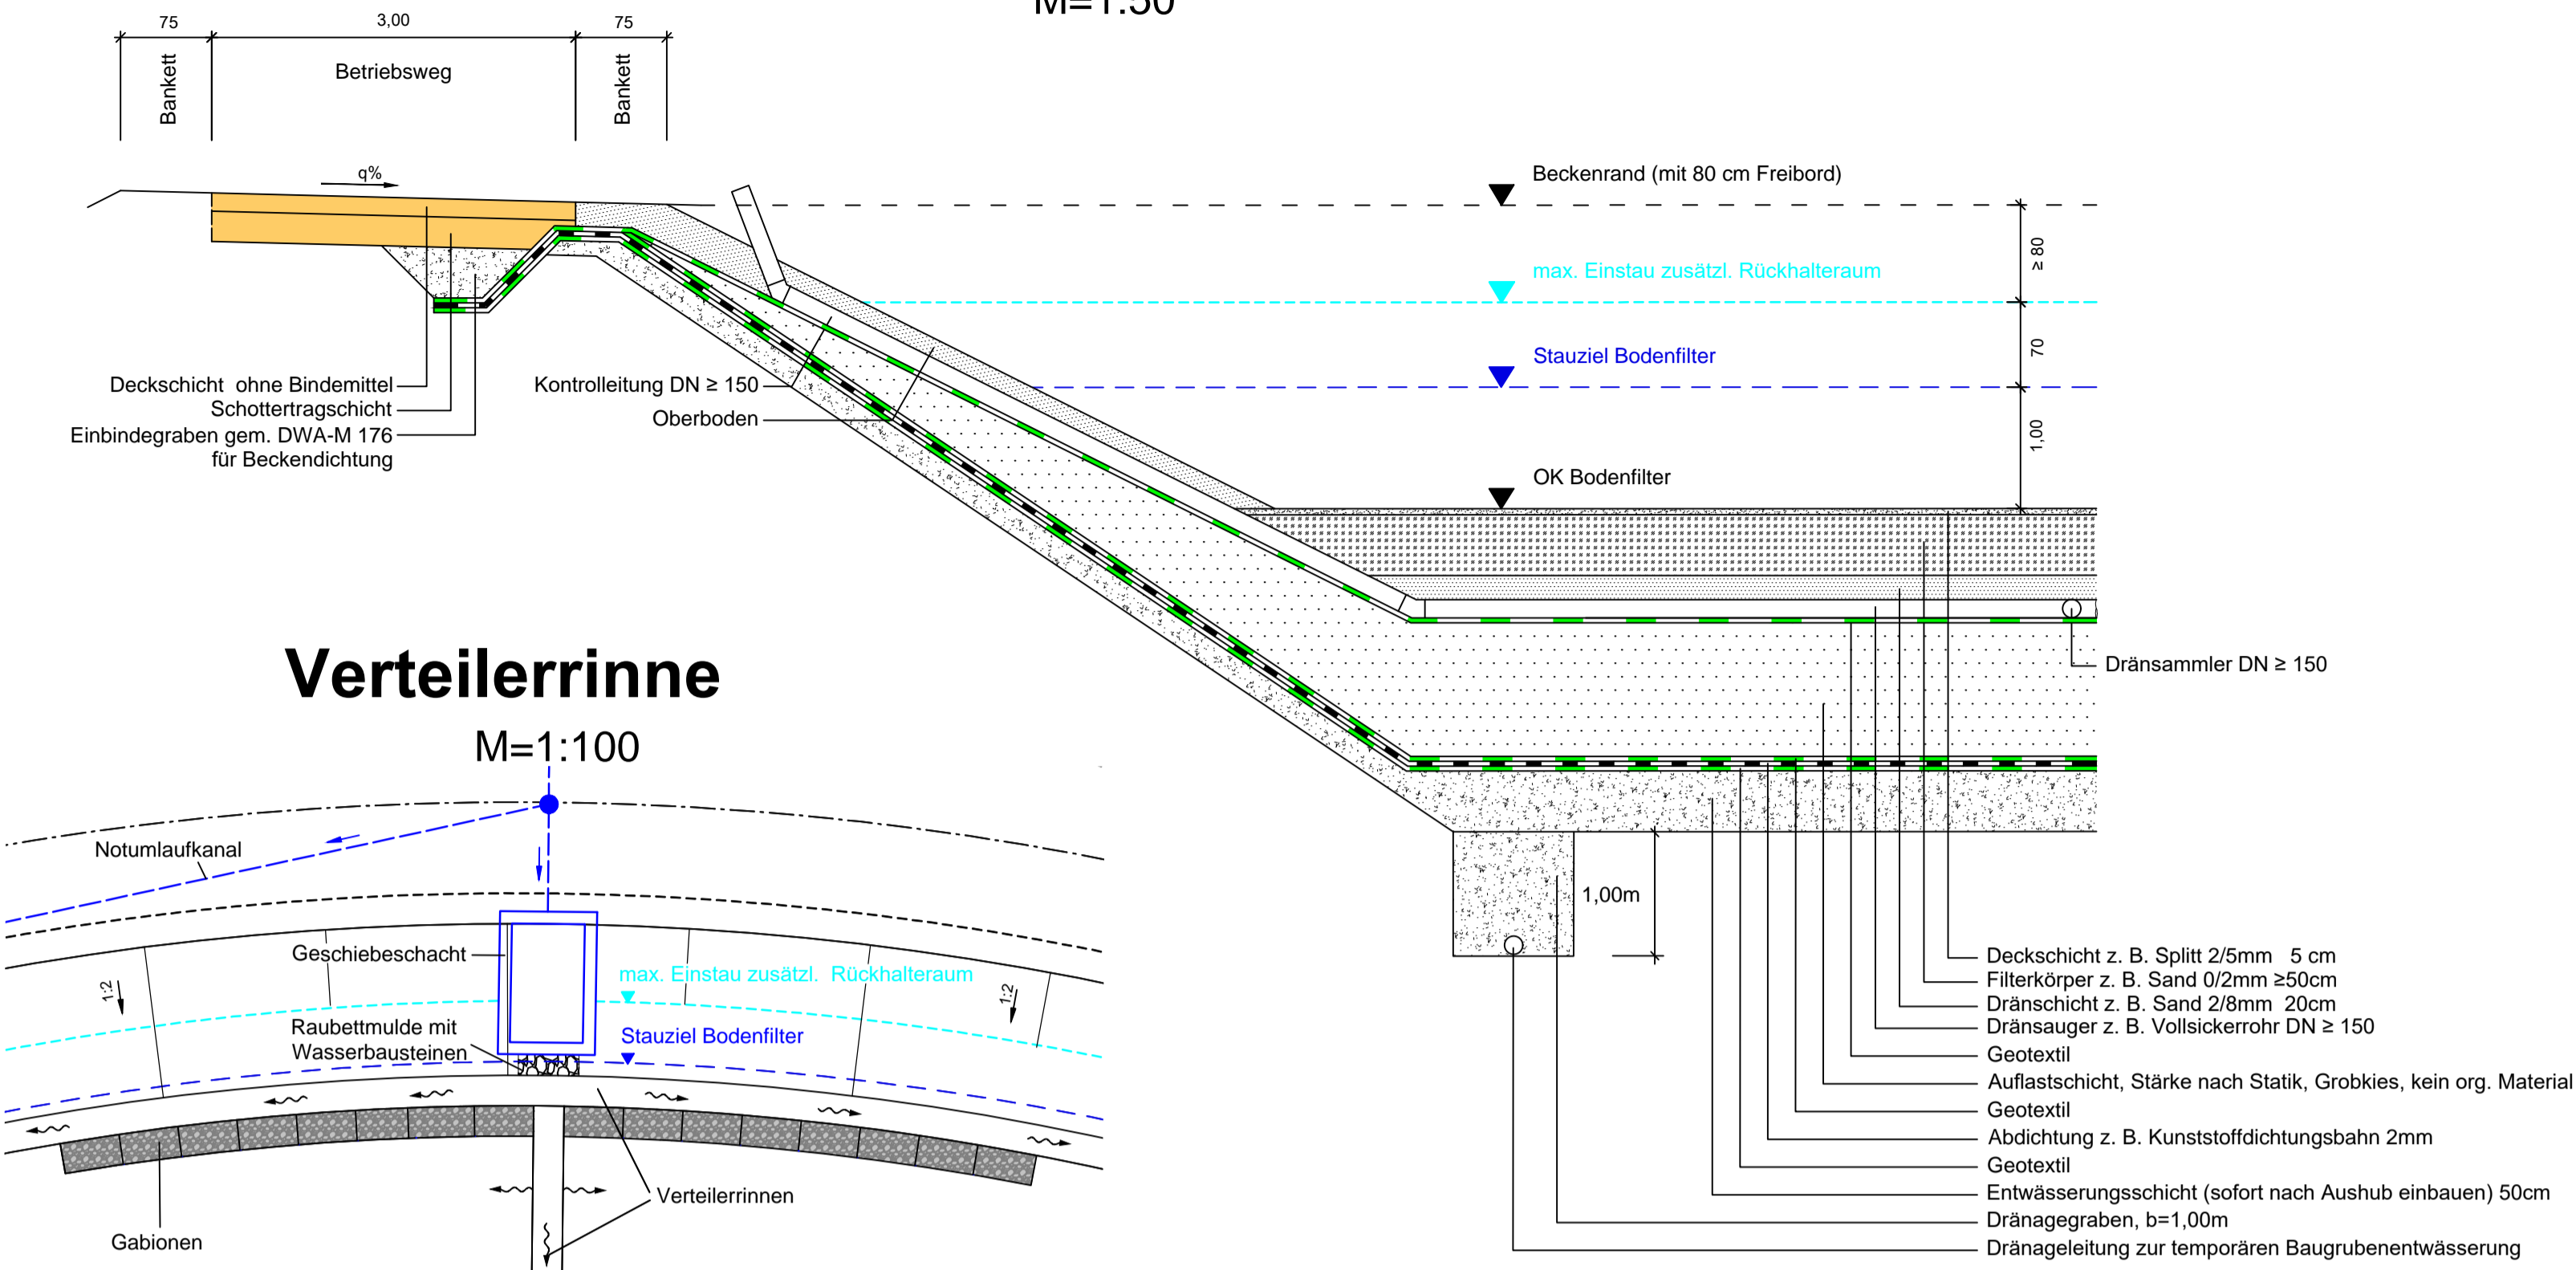 M=1:50
75
3,00
75
Bankett
Betriebsweg
Bankett
q%
Beckenrand (mit 80 cm Freibord)
≥ 80
max. Einstau zusätzl. Rückhalteraum
70
Stauziel Bodenfilter
1,00
OK Bodenfilter
Deckschicht ohne Bindemittel
Schottertragschicht
Einbindegraben gem. DWA-M 176
für Beckendichtung
Kontrolleitung DN ≥ 150
Oberboden
Dränsammler DN ≥ 150
1,00m
Deckschicht z. B. Splitt 2/5mm 5 cm
Filterkörper z. B. Sand 0/2mm ≥50cm
Dränschicht z. B. Sand 2/8mm 20cm
Dränsauger z. B. Vollsickerrohr DN ≥ 150
Geotextil
Auflastschicht, Stärke nach Statik, Grobkies, kein org. Material
Geotextil
Abdichtung z. B. Kunststoffdichtungsbahn 2mm
Geotextil
Entwässerungsschicht (sofort nach Aushub einbauen) 50cm
Dränagegraben, b=1,00m
Dränageleitung zur temporären Baugrubenentwässerung
Verteilerrinne
M=1:100
Notumlaufkanal
Geschiebeschacht
max. Einstau zusätzl. Rückhalteraum
1:2
1:2
Raubettmulde mit
Wasserbausteinen
Stauziel Bodenfilter
Verteilerrinnen
Gabionen